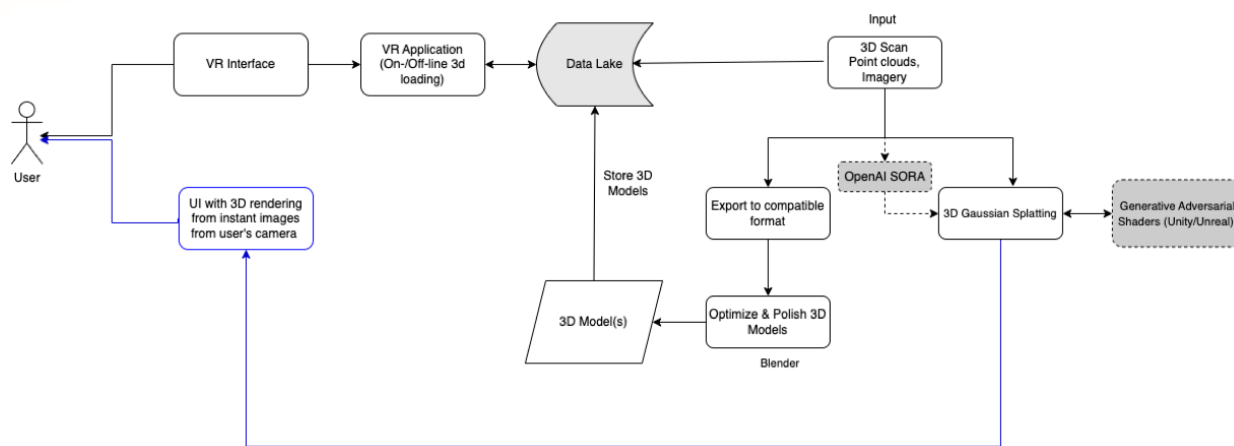 Input
VR Interface
VR Application
(On-/Off-line 3d
loading)
Data Lake
3D Scan
Point clouds,
Imagery
User
Store 3D
Models
OpenAI SORA
UI with 3D rendering
from instant images
from user's camera
Export to compatible
format
3D Gaussian Splatting
Generative Adversarial
Shaders (Unity/Unreal)
3D Model(s)
Optimize & Polish 3D
Models
Blender